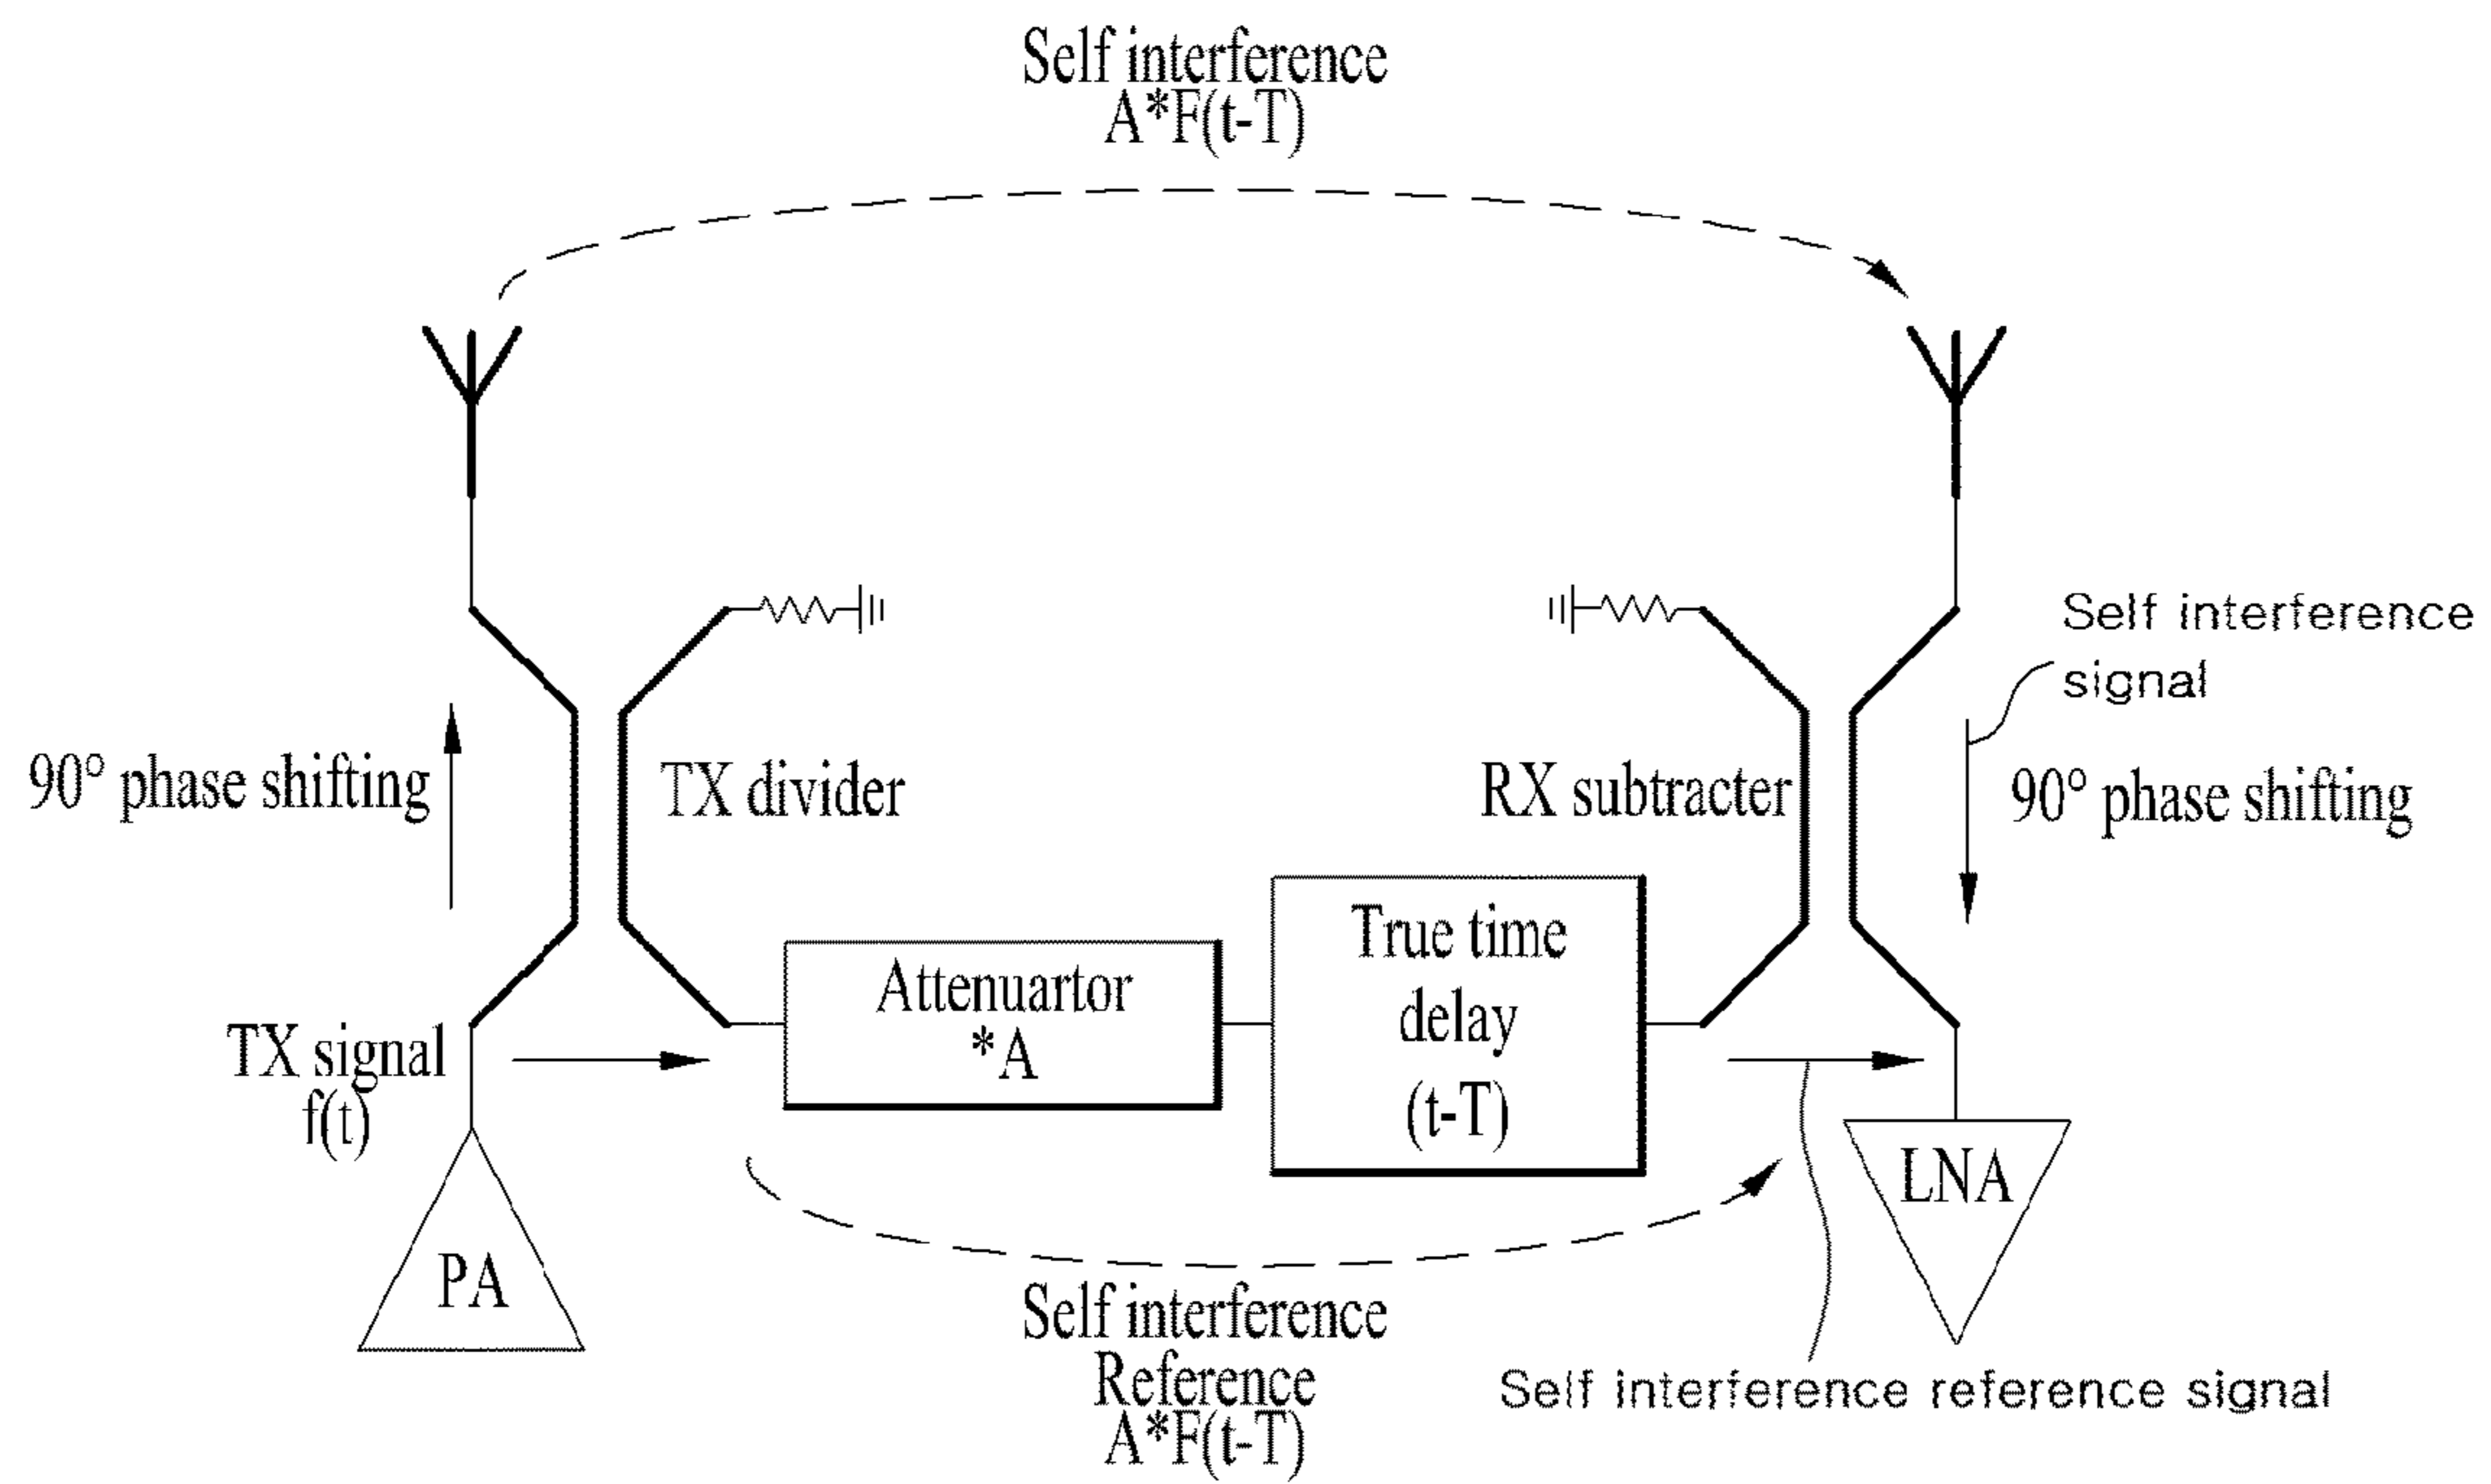 Self interference
A*F(t-T)
Self interference
signal
90° phase shifting
TX divider
RX subtracter
90° phase shifting
TX signal
f(t)
Attenuartor
*A
True time
delay
(t-T)
PA
LNA
Self interference
Reference
A*F(t-T)
Self interference reference signal